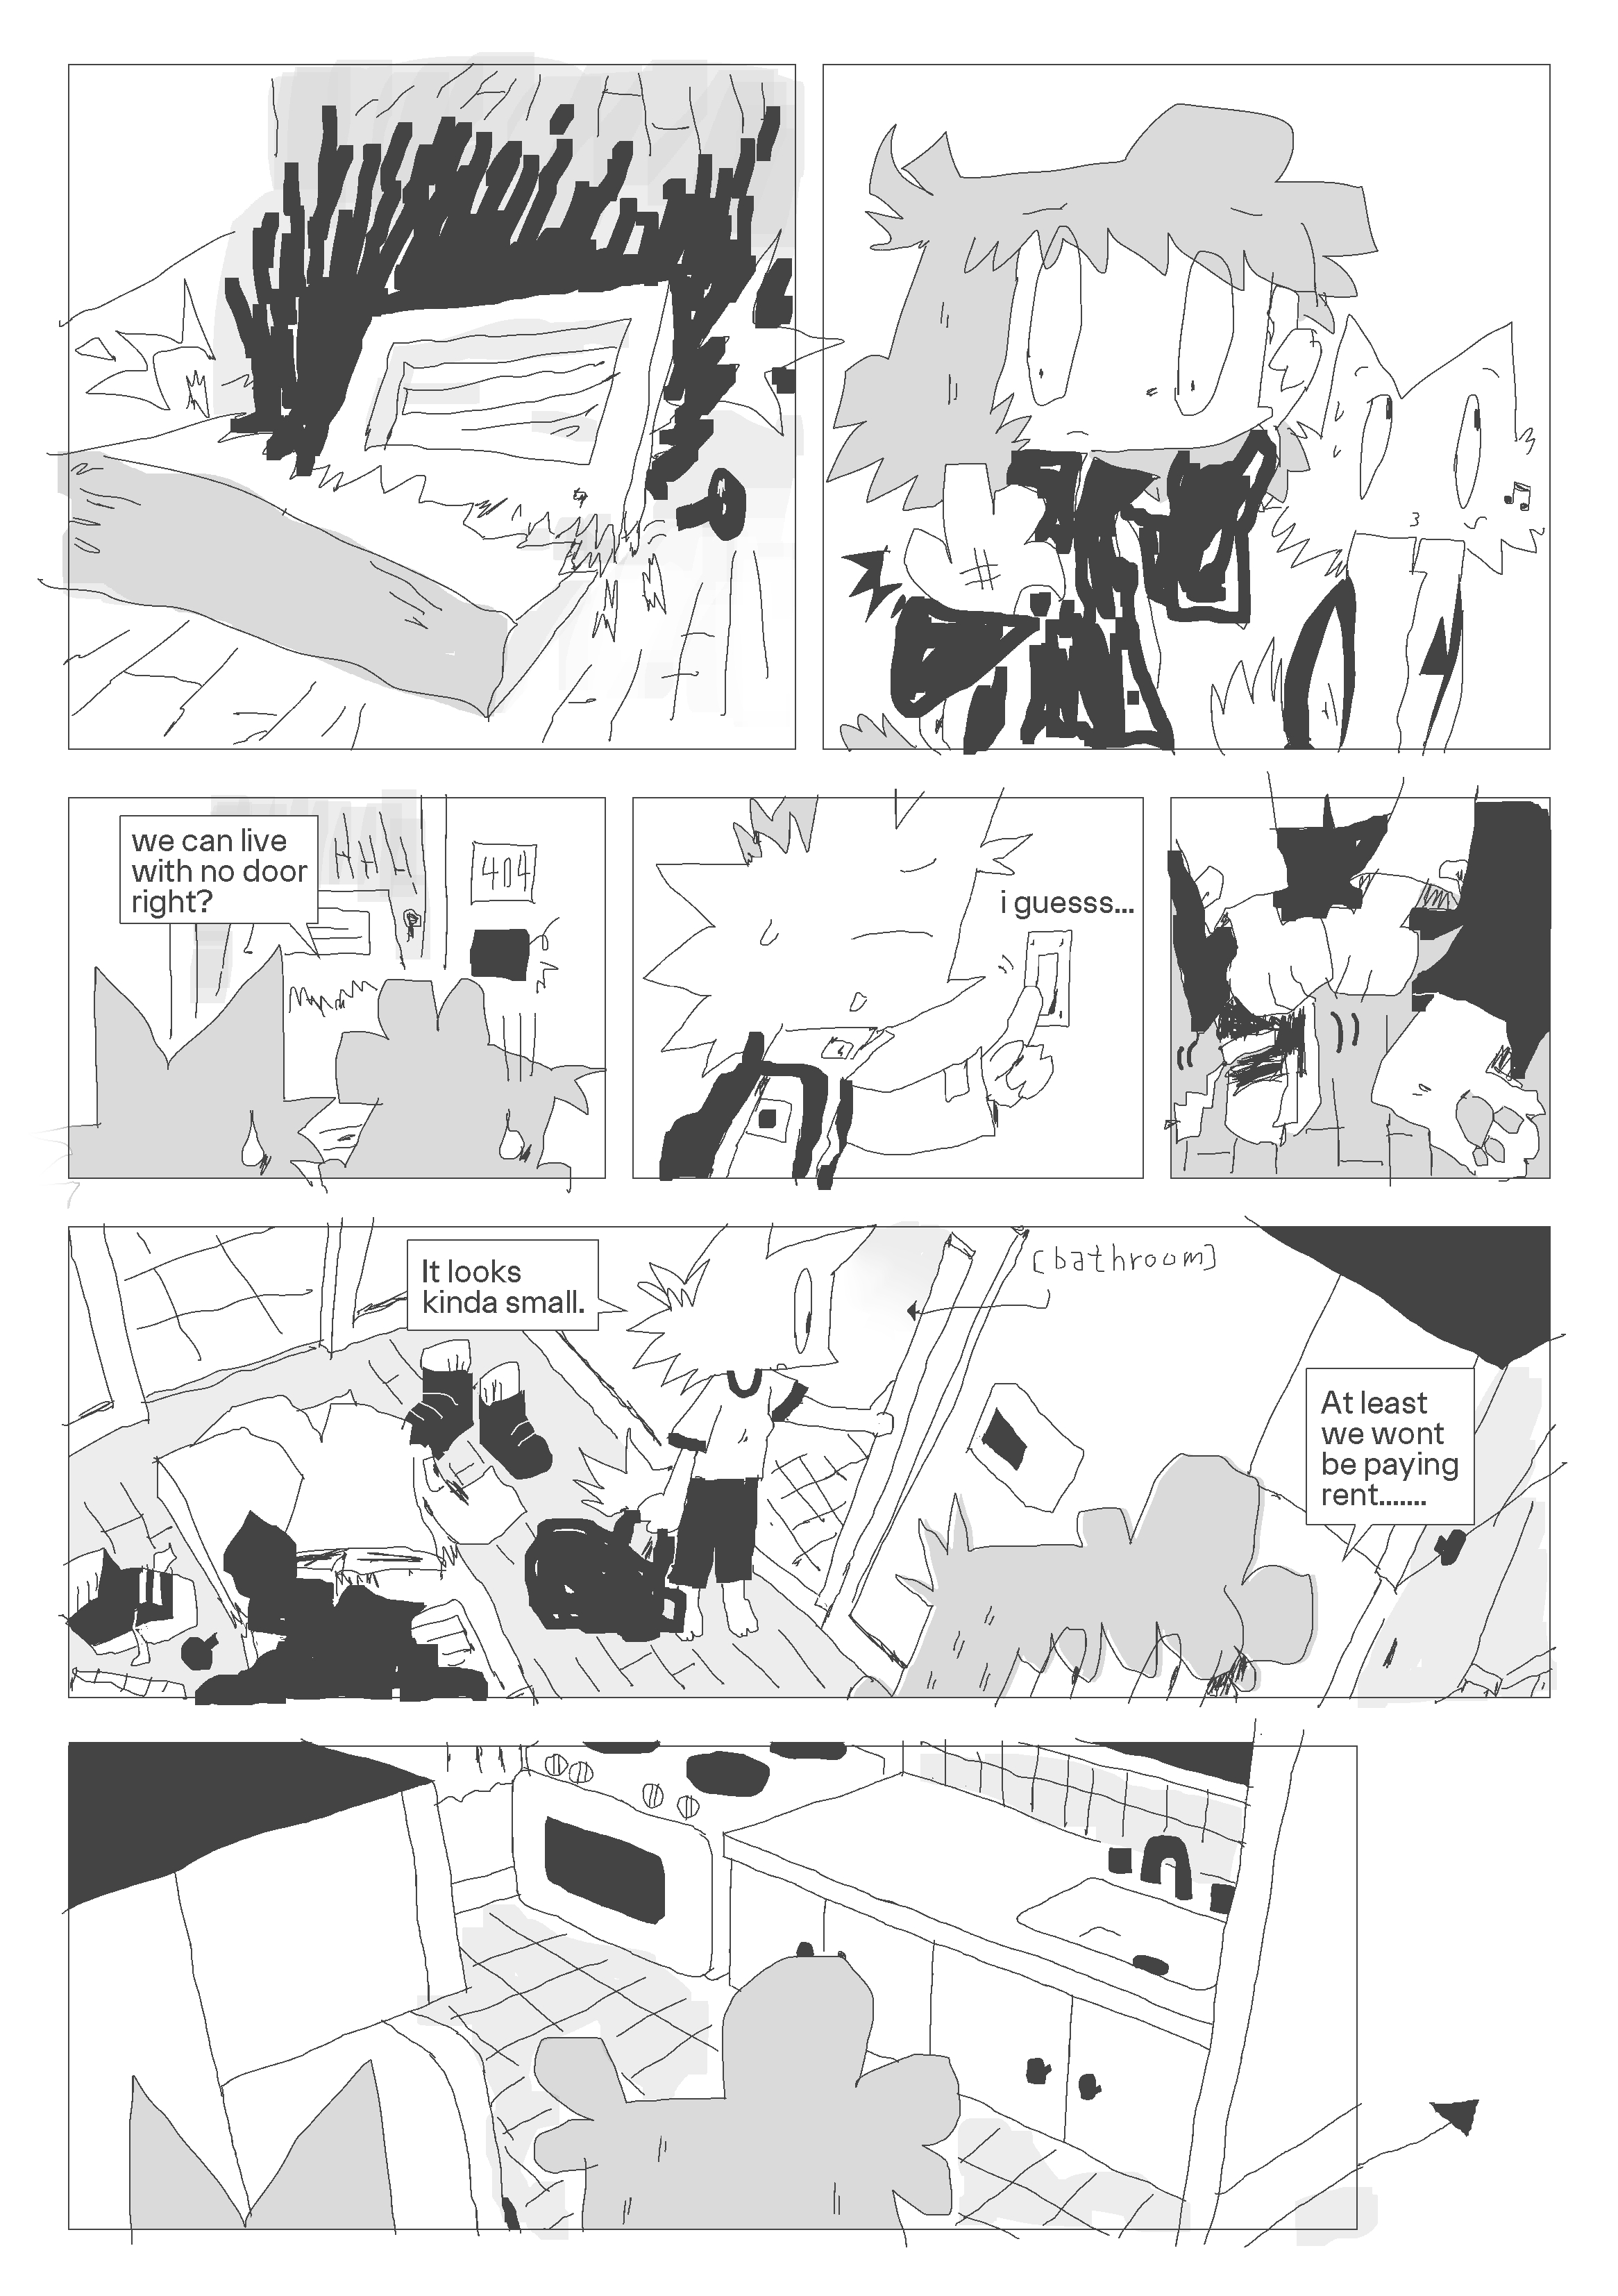 we can live
with no door
right?
404
i guesss...
It looks
kinda small.
[bathroom]
At least
we wont
be paying
rent.......